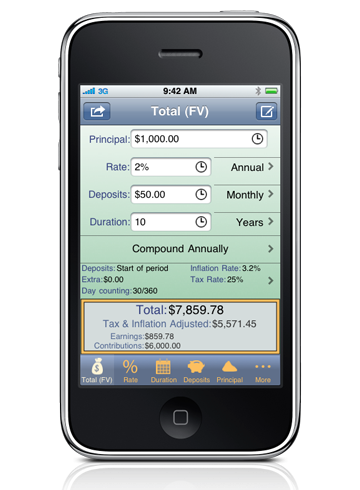 3G 9:42 AM
Total (FV)
Principal: $1,000.00
Rate: 2% Annual
Deposits: $50.00 Monthly
Duration: 10 Years
Compound Annually
Deposits: Start of period Inflation Rate: 3.2%
Extra: $0.00 Tax Rate: 25%
Day counting: 30/360
Total: $7,859.78
Tax & Inflation Adjusted: $5,571.45
Earnings: $859.78
Contributions: $6,000.00
$ %
Total (FV) Rate Duration Deposits Principal More